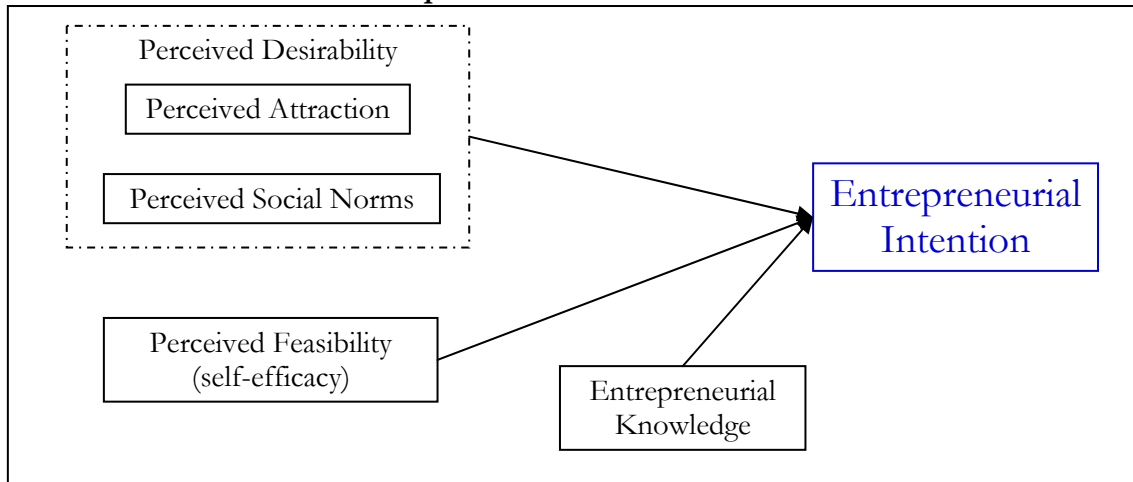 Perceived Desirability
Perceived Attraction
Perceived Social Norms
Entrepreneurial
Intention
Perceived Feasibility
(self-efficacy)
Entrepreneurial
Knowledge